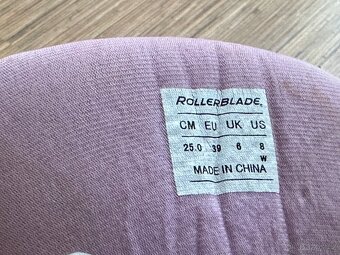 ROLLERBLADE.
CM EU UK US
25.0 39 6 8
W
MADE IN CHINA